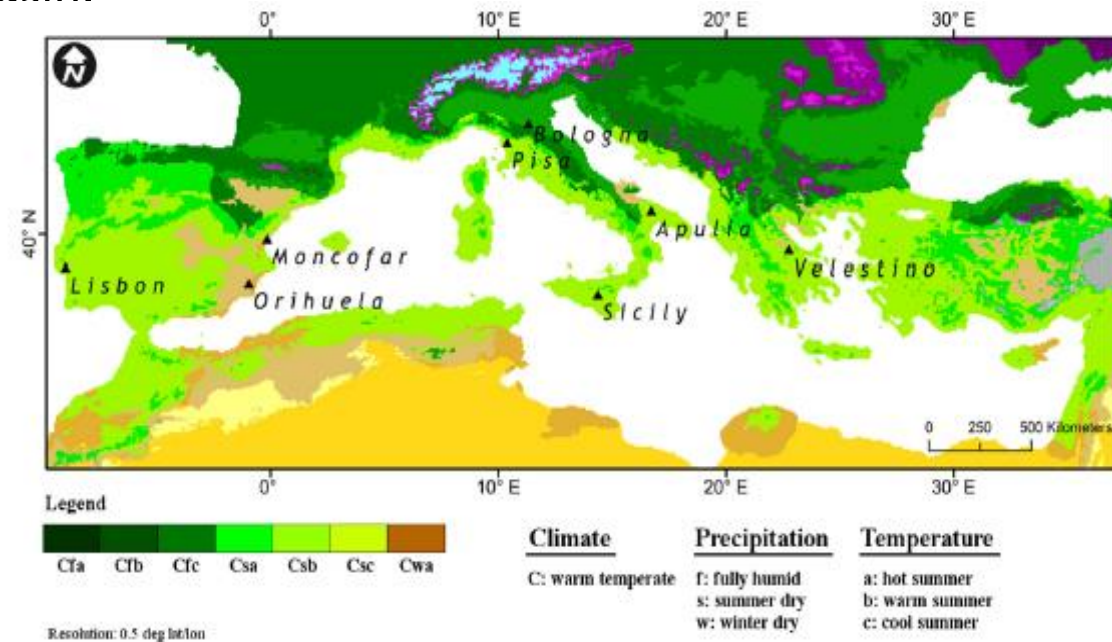 0° 10° E 20° E 30° E
N
Bologna
Pisa
40° N
40° N
Apulia
Moncofar
Velestino
Lisbon
Orihuela
Sicily
0 250 500 Kilometers
0° 10° E 20° E 30° E
Legend
Cfa Cfb Cfc Csa Csb Csc Cwa
Climate
C: warm temperate
Precipitation
f: fully humid
s: summer dry
w: winter dry
Temperature
a: hot summer
b: warm summer
c: cool summer
Resolution: 0.5 deg lat/lon